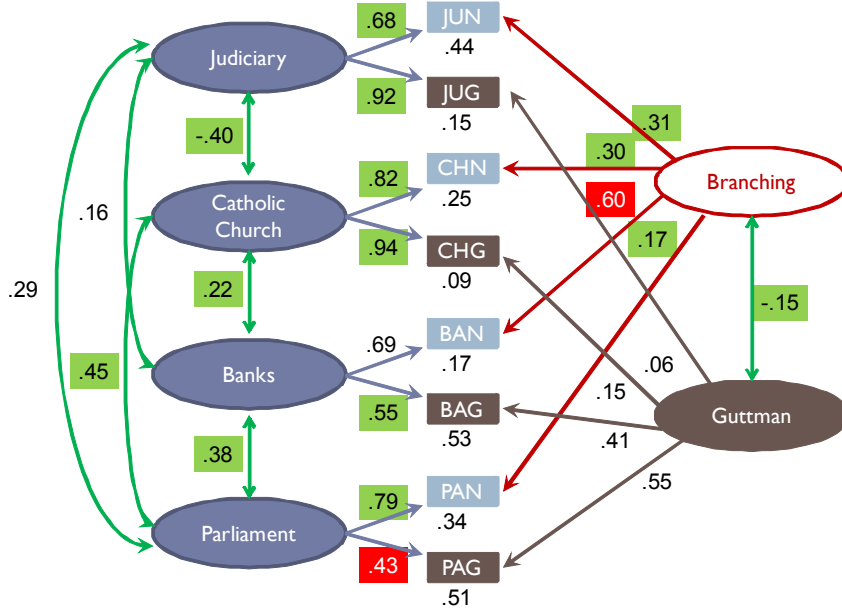 .68
JUN
.44
Judiciary
.92
JUG
.15
.31
-.40
.30
.82
CHN
.25
Branching
.16
Catholic
Church
.60
.94
CHG
.09
.17
.29
.22
-.15
.69
BAN
.17
.45
Banks
.55
BAG
.53
.06
.15
Guttman
.41
.38
.79
PAN
.34
.55
Parliament
.43
PAG
.51